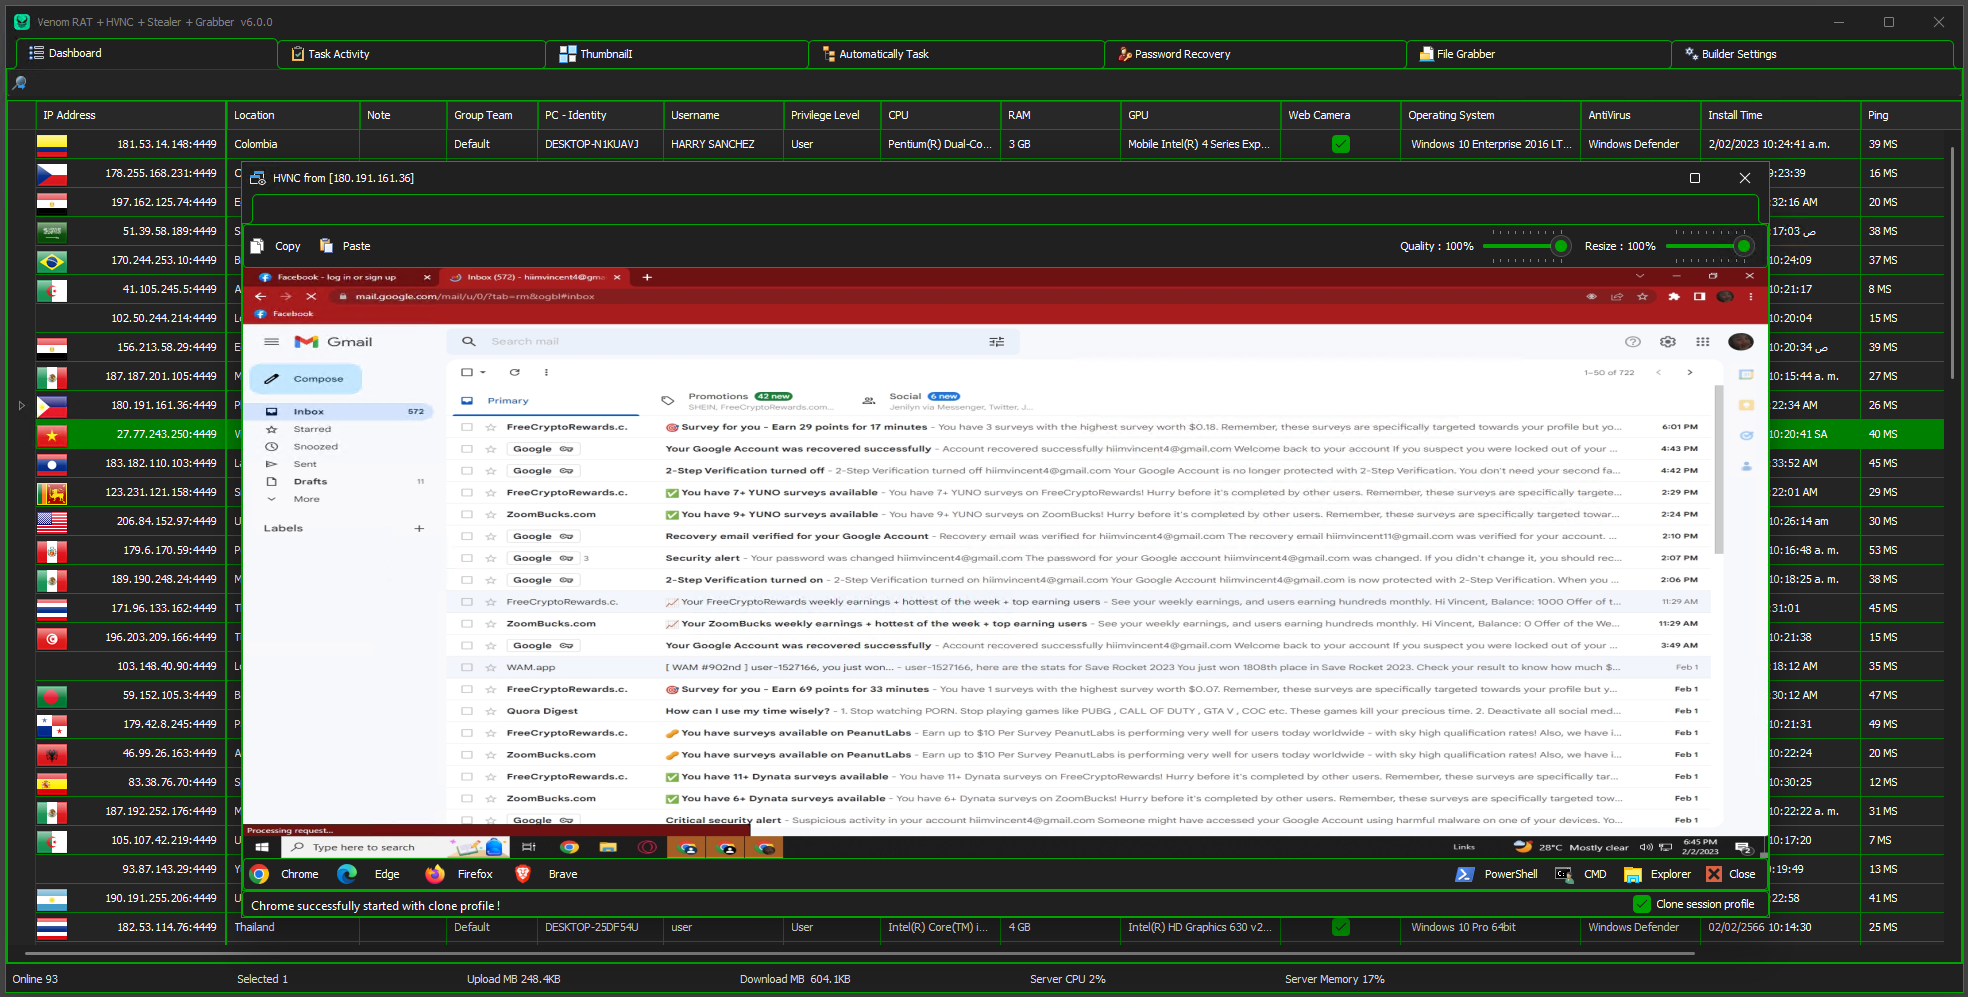 Venom RAT + HVNC + Stealer + Grabber v6.0.0
Dashboard Task Activity Thumbnaill Automatically Task Password Recovery File Grabber Builder Settings
IP Address Location Note Group Team PC - Identity Username Privilege Level CPU RAM GPU Web Camera Operating System AntiVirus Install Time Ping
181.53.14.148:4449 Colombia Default DESKTOP-N1KUAVJ HARRY SANCHEZ User Pentium(R) Dual-Co... 3 GB Mobile Intel(R) 4 Series Exp... Windows 10 Enterprise 2016 LT... Windows Defender 2/02/2023 10:24:41 a.m. 39 MS
178.255.168.231:4449 C 9:23:39 16 MS
197.162.125.74:4449 E 32:16 AM 20 MS
51.39.58.189:4449 S 17:03 ص 38 MS
170.244.253.10:4449 B 10:24:09 37 MS
41.105.245.5:4449 A 10:21:17 8 MS
102.50.244.214:4449 L 10:20:04 15 MS
156.213.58.29:4449 E 10:20:34 ص 39 MS
187.187.201.105:4449 M 10:15:44 a. m. 27 MS
180.191.161.36:4449 P 22:34 AM 26 MS
27.77.243.250:4449 V 10:20:41 SA 40 MS
183.182.110.103:4449 L 33:52 AM 45 MS
123.231.121.158:4449 S 22:01 AM 29 MS
206.84.152.97:4449 U 10:26:14 am 30 MS
179.6.170.59:4449 P 10:16:48 a. m. 53 MS
189.190.248.24:4449 M 10:18:25 a. m. 38 MS
171.96.133.162:4449 T 31:01 45 MS
196.203.209.166:4449 T 10:21:38 15 MS
103.148.40.90:4449 L 18:12 AM 35 MS
59.152.105.3:4449 B 30:12 AM 47 MS
179.42.8.245:4449 P 10:21:31 49 MS
46.99.26.163:4449 A 10:22:24 20 MS
83.38.76.70:4449 S 10:30:25 12 MS
187.192.252.176:4449 M 10:22:22 a. m. 31 MS
105.107.42.219:4449 U 10:17:20 7 MS
93.87.143.29:4449 Y :19:49 13 MS
190.191.255.206:4449 U 22:58 41 MS
182.53.114.76:4449 Thailand Default DESKTOP-25DF54U user User Intel(R) Core(TM) i... 4 GB Intel(R) HD Graphics 630 v2... Windows 10 Pro 64bit Windows Defender 02/02/2566 10:14:30 25 MS
HVNC from [180.191.161.36]
Copy Paste Quality : 100% Resize : 100%
Facebook - log in or sign up Inbox (572) - hiimvincent4@gma
mail.google.com/mail/u/0/?tab=rm&ogbl#inbox
Facebook
Gmail Search mail
Compose
1–50 of 722
Inbox 572
Starred
Snoozed
Sent
Drafts 11
More
Labels
Primary
Promotions 42 new
SHEIN, FreeCryptoRewards.com...
Social 6 new
Jenilyn via Messenger, Twitter, J...
FreeCryptoRewards.c. 🎯 Survey for you - Earn 29 points for 17 minutes - You have 3 surveys with the highest survey worth $0.18. Remember, these surveys are specifically targeted towards your profile but yo... 6:01 PM
Google Your Google Account was recovered successfully - Account recovered successfully hiimvincent4@gmail.com Welcome back to your account If you suspect you were locked out of your ... 4:43 PM
Google 2-Step Verification turned off - 2-Step Verification turned off hiimvincent4@gmail.com Your Google Account is no longer protected with 2-Step Verification. You don't need your second fa... 4:42 PM
FreeCryptoRewards.c. ✅ You have 7+ YUNO surveys available - You have 7+ YUNO surveys on FreeCryptoRewards! Hurry before it's completed by other users. Remember, these surveys are specifically targete... 2:29 PM
ZoomBucks.com ✅ You have 9+ YUNO surveys available - You have 9+ YUNO surveys on ZoomBucks! Hurry before it's completed by other users. Remember, these surveys are specifically targeted towar... 2:24 PM
Google Recovery email verified for your Google Account - Recovery email was verified for hiimvincent4@gmail.com The recovery email hiimvincent11@gmail.com was verified for your account. ... 2:10 PM
Google 3 Security alert - Your password was changed hiimvincent4@gmail.com The password for your Google account hiimvincent4@gmail.com was changed. If you didn't change it, you should rec... 2:07 PM
Google 2-Step Verification turned on - 2-Step Verification turned on hiimvincent4@gmail.com Your Google Account hiimvincent4@gmail.com is now protected with 2-Step Verification. When you ... 2:06 PM
FreeCryptoRewards.c. 📈 Your FreeCryptoRewards weekly earnings + hottest of the week + top earning users - See your weekly earnings, and users earning hundreds monthly. Hi Vincent, Balance: 1000 Offer of t... 11:29 AM
ZoomBucks.com 📈 Your ZoomBucks weekly earnings + hottest of the week + top earning users - See your weekly earnings, and users earning hundreds monthly. Hi Vincent, Balance: 0 Offer of the We... 11:29 AM
Google Your Google Account was recovered successfully - Account recovered successfully hiimvincent4@gmail.com Welcome back to your account If you suspect you were locked out of your ... 3:49 AM
WAM.app [ WAM #902nd ] user-1527166, you just won... - user-1527166, here are the stats for Save Rocket 2023 You just won 1808th place in Save Rocket 2023. Check your result to know how much $... Feb 1
FreeCryptoRewards.c. 🎯 Survey for you - Earn 69 points for 33 minutes - You have 1 surveys with the highest survey worth $0.07. Remember, these surveys are specifically targeted towards your profile but y... Feb 1
Quora Digest How can I use my time wisely? - 1. Stop watching PORN. Stop playing games like PUBG , CALL OF DUTY , GTA V , COC etc. These games kill your precious time. 2. Deactivate all social med... Feb 1
FreeCryptoRewards.c. 🥜 You have surveys available on PeanutLabs - Earn up to $10 Per Survey PeanutLabs is performing very well for users today worldwide - with sky high qualification rates! Also, we have i... Feb 1
ZoomBucks.com 🥜 You have surveys available on PeanutLabs - Earn up to $10 Per Survey PeanutLabs is performing very well for users today worldwide - with sky high qualification rates! Also, we have i... Feb 1
FreeCryptoRewards.c. ✅ You have 11+ Dynata surveys available - You have 11+ Dynata surveys on FreeCryptoRewards! Hurry before it's completed by other users. Remember, these surveys are specifically tar... Feb 1
ZoomBucks.com ✅ You have 6+ Dynata surveys available - You have 6+ Dynata surveys on ZoomBucks! Hurry before it's completed by other users. Remember, these surveys are specifically targeted tow... Feb 1
Google Critical security alert - Suspicious activity in your account hiimvincent4@gmail.com Someone might have accessed your Google Account using harmful malware on one of your devices. Yo... Feb 1
Processing request...
Type here to search Links 28°C Mostly clear 6:45 PM
2/2/2023 2
Chrome Edge Firefox Brave PowerShell CMD Explorer Close
Chrome successfully started with clone profile ! Clone session profile
Online 93 Selected 1 Upload MB 248.4KB Download MB 604.1KB Server CPU 2% Server Memory 17%